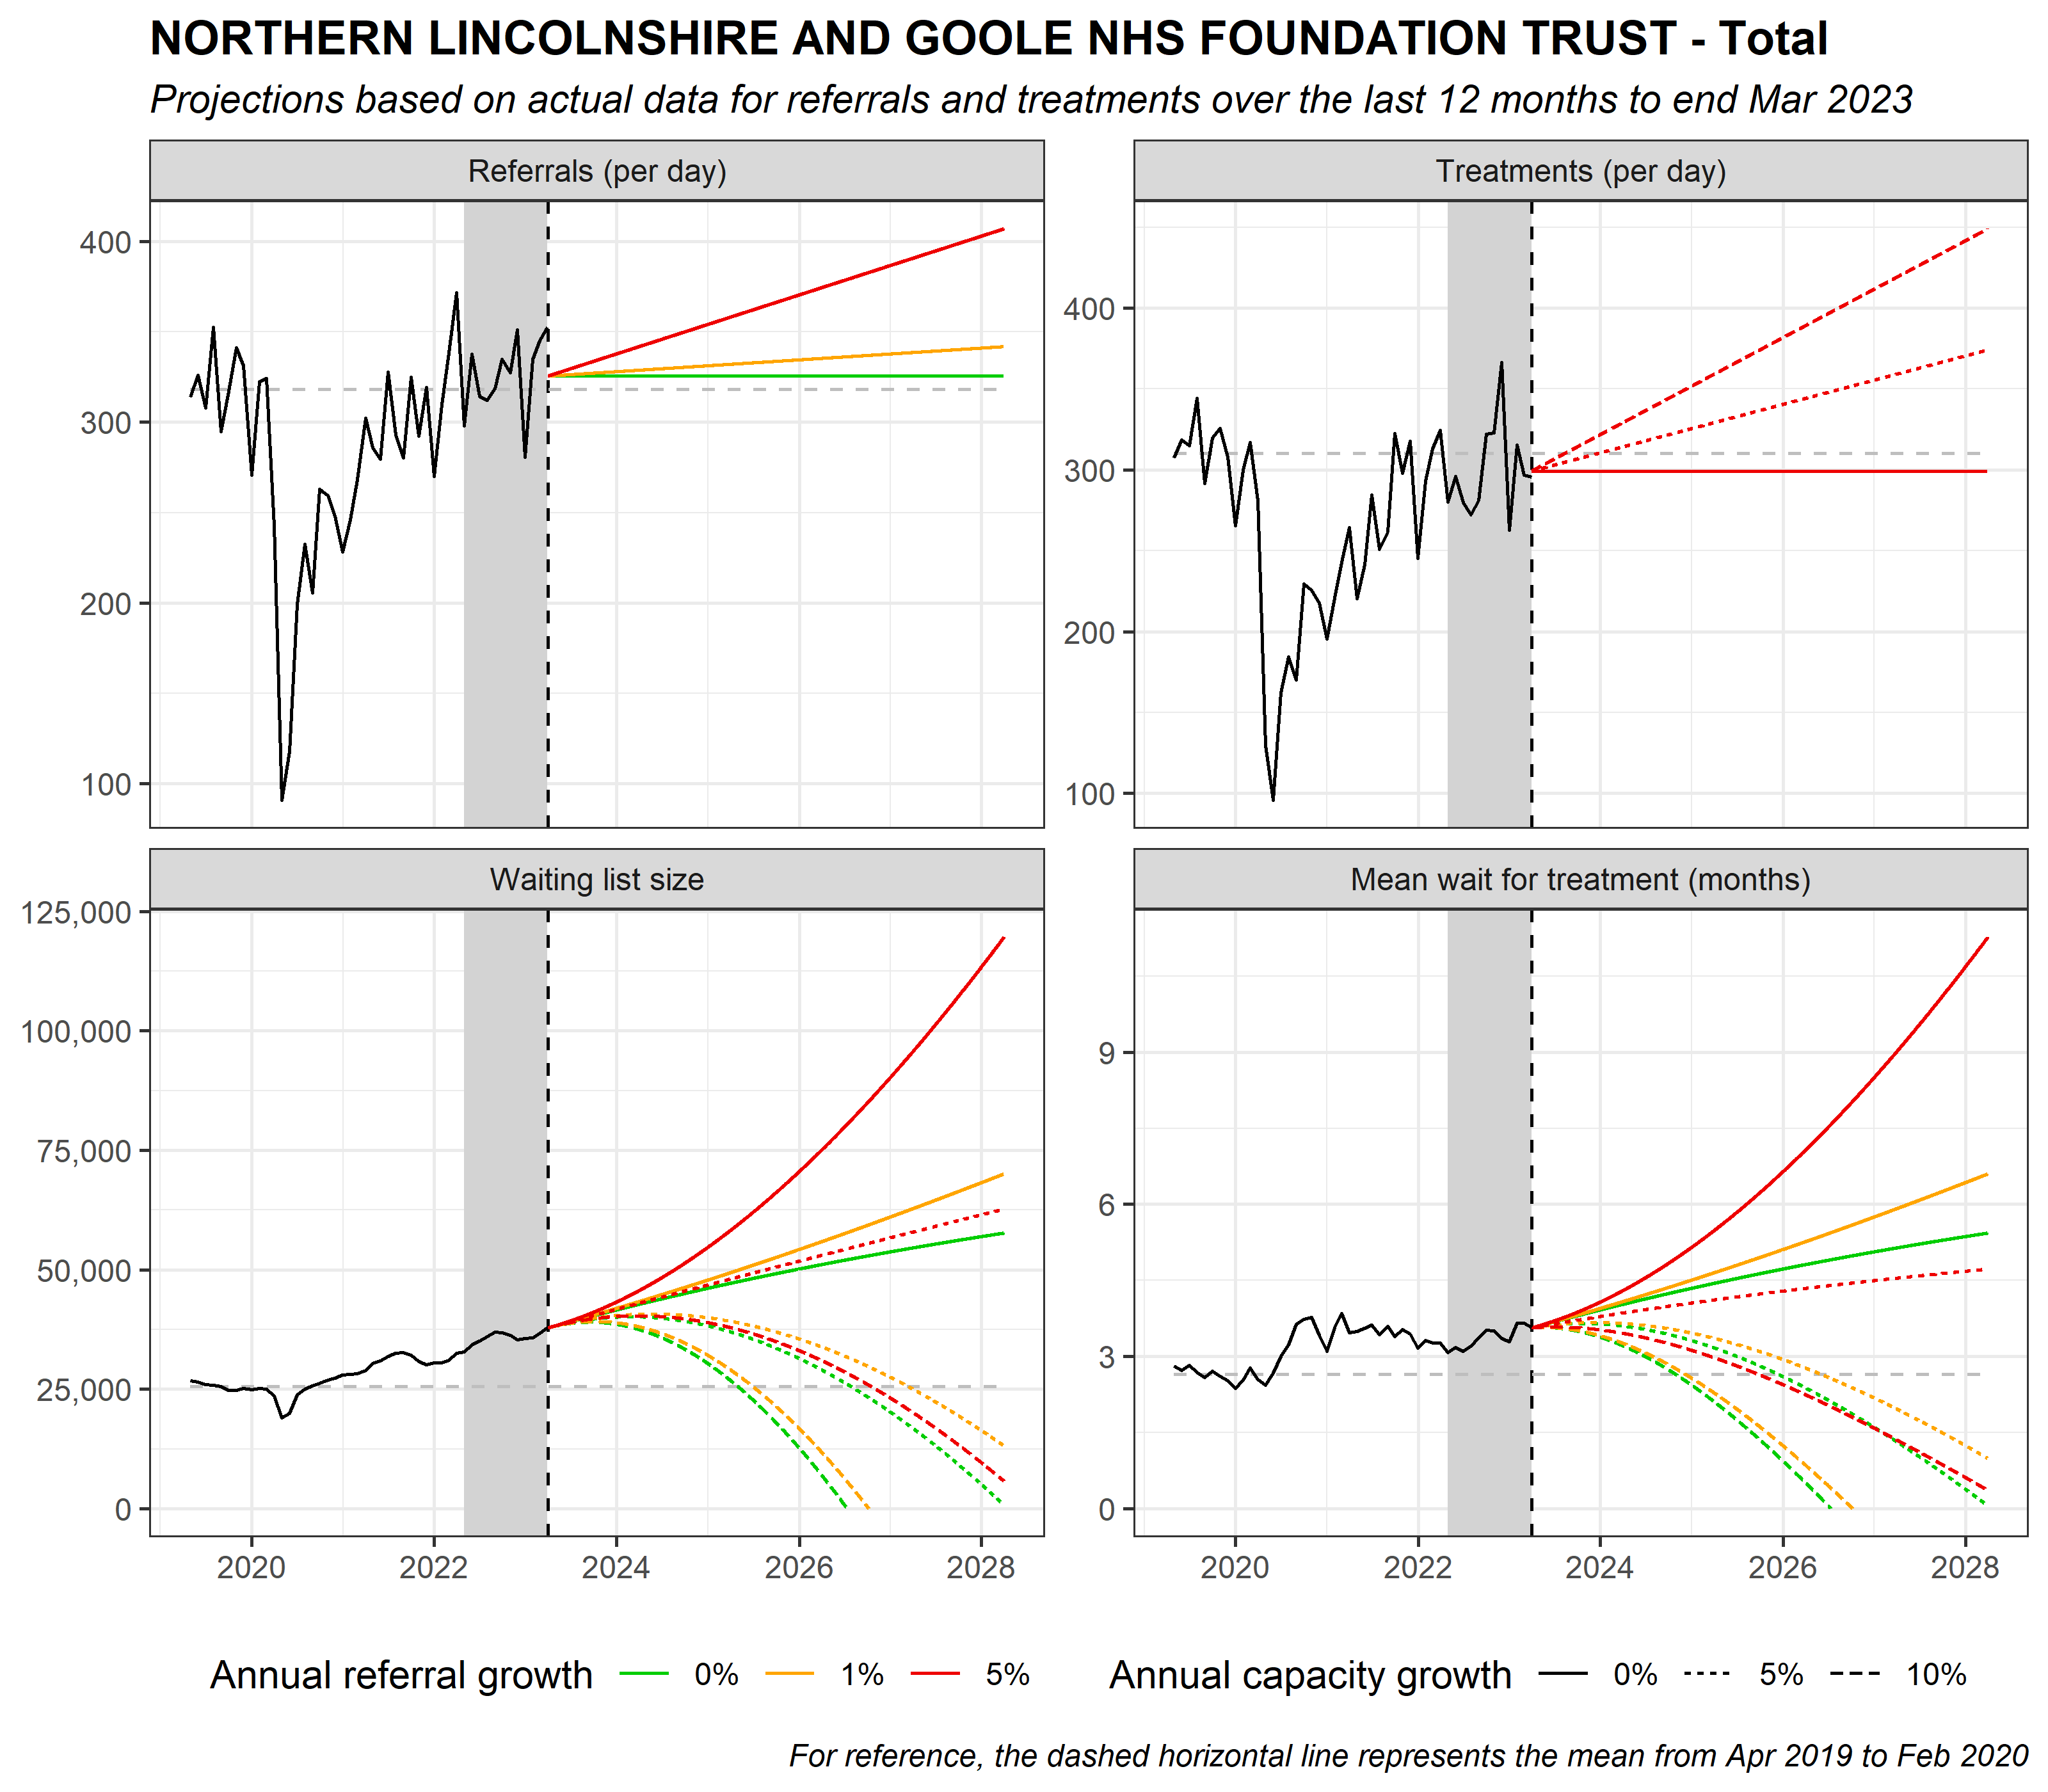 NORTHERN LINCOLNSHIRE AND GOOLE NHS FOUNDATION TRUST - Total
Projections based on actual data for referrals and treatments over the last 12 months to end Mar 2023
Referrals (per day)
400
300
200
100
Treatments (per day)
400
300
200
100
Waiting list size
125,000
100,000
75,000
50,000
25,000
0
2020 2022 2024 2026 2028
Mean wait for treatment (months)
9
6
3
0
2020 2022 2024 2026 2028
Annual referral growth 0% 1% 5%
Annual capacity growth 0% 5% 10%
For reference, the dashed horizontal line represents the mean from Apr 2019 to Feb 2020